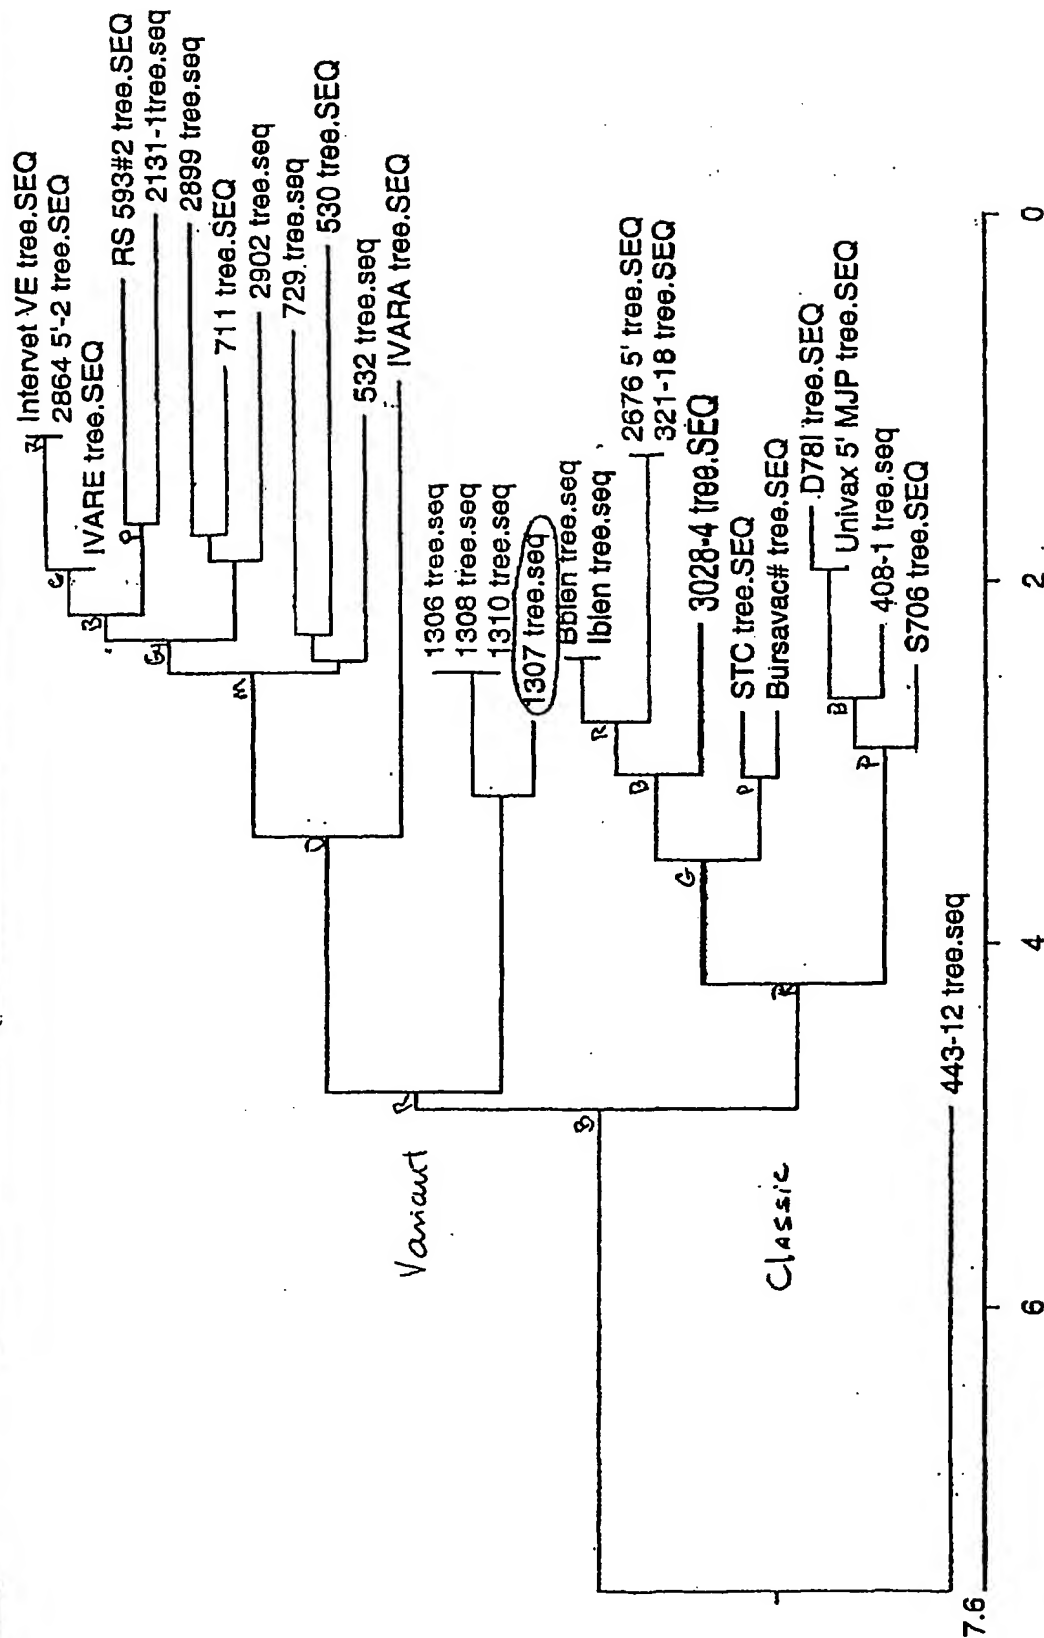 Intervet VE tree.SEQ
2864 5'-2 tree.SEQ
IVARE tree.SEQ
RS 593#2 tree.SEQ
2131-1tree.seq
2899 tree.seq
711 tree.SEQ
2902 tree.seq
729.tree.seq
530 tree.SEQ
532 tree.seq
IVARA tree.SEQ
1306 tree.seq
1308 tree.seq
1310 tree.seq
1307 tree.seq
Bblen tree.seq
Iblen tree.seq
2676 5' tree.SEQ
321-18 tree.SEQ
3028-4 tree.SEQ
STC tree.SEQ
Bursavac# tree.SEQ
D78I tree.SEQ
Univax 5' MJP tree.SEQ
408-1 tree.seq
S706 tree.SEQ
443-12 tree.seq
B
G
M
D
R
B
R
B
G
P
R
B
P
Variant
Classic
7.6
6
4
2
0